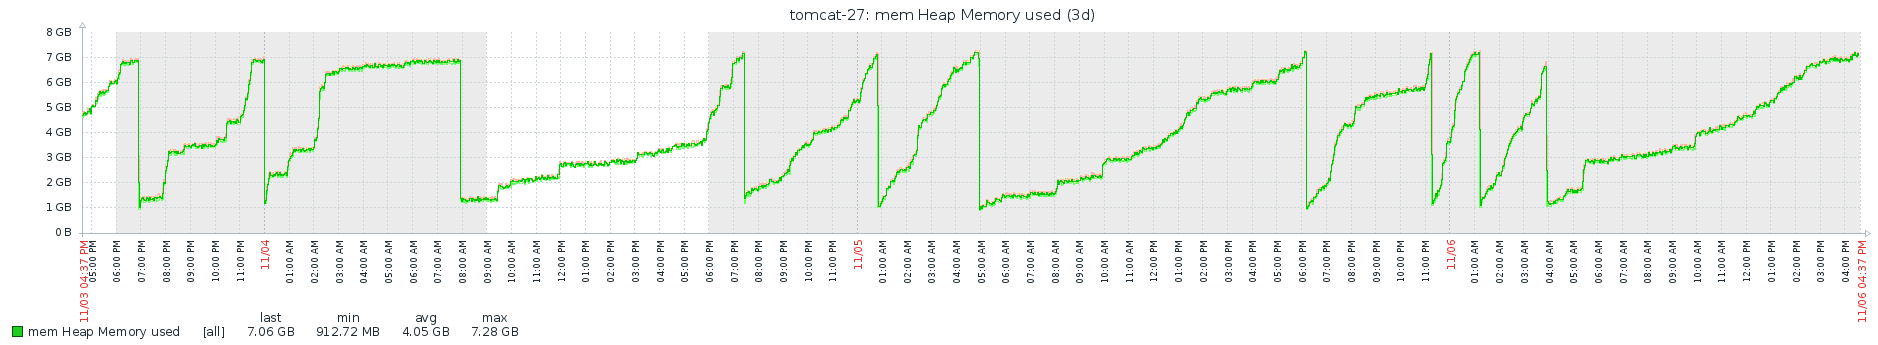 tomcat-27: mem Heap Memory used (3d)
8 GB
7 GB
6 GB
5 GB
4 GB
3 GB
2 GB
1 GB
0 B
11/03 04:37 PM
05:00 PM
06:00 PM
07:00 PM
08:00 PM
09:00 PM
10:00 PM
11:00 PM
11/04
01:00 AM
02:00 AM
03:00 AM
04:00 AM
05:00 AM
06:00 AM
07:00 AM
08:00 AM
09:00 AM
10:00 AM
11:00 AM
12:00 PM
01:00 PM
02:00 PM
03:00 PM
04:00 PM
05:00 PM
06:00 PM
07:00 PM
08:00 PM
09:00 PM
10:00 PM
11:00 PM
11/05
01:00 AM
02:00 AM
03:00 AM
04:00 AM
05:00 AM
06:00 AM
07:00 AM
08:00 AM
09:00 AM
10:00 AM
11:00 AM
12:00 PM
01:00 PM
02:00 PM
03:00 PM
04:00 PM
05:00 PM
06:00 PM
07:00 PM
08:00 PM
09:00 PM
10:00 PM
11:00 PM
11/06
01:00 AM
02:00 AM
03:00 AM
04:00 AM
05:00 AM
06:00 AM
07:00 AM
08:00 AM
09:00 AM
10:00 AM
11:00 AM
12:00 PM
01:00 PM
02:00 PM
03:00 PM
04:00 PM
11/06 04:37 PM
last min avg max
mem Heap Memory used [all] 7.06 GB 912.72 MB 4.05 GB 7.28 GB